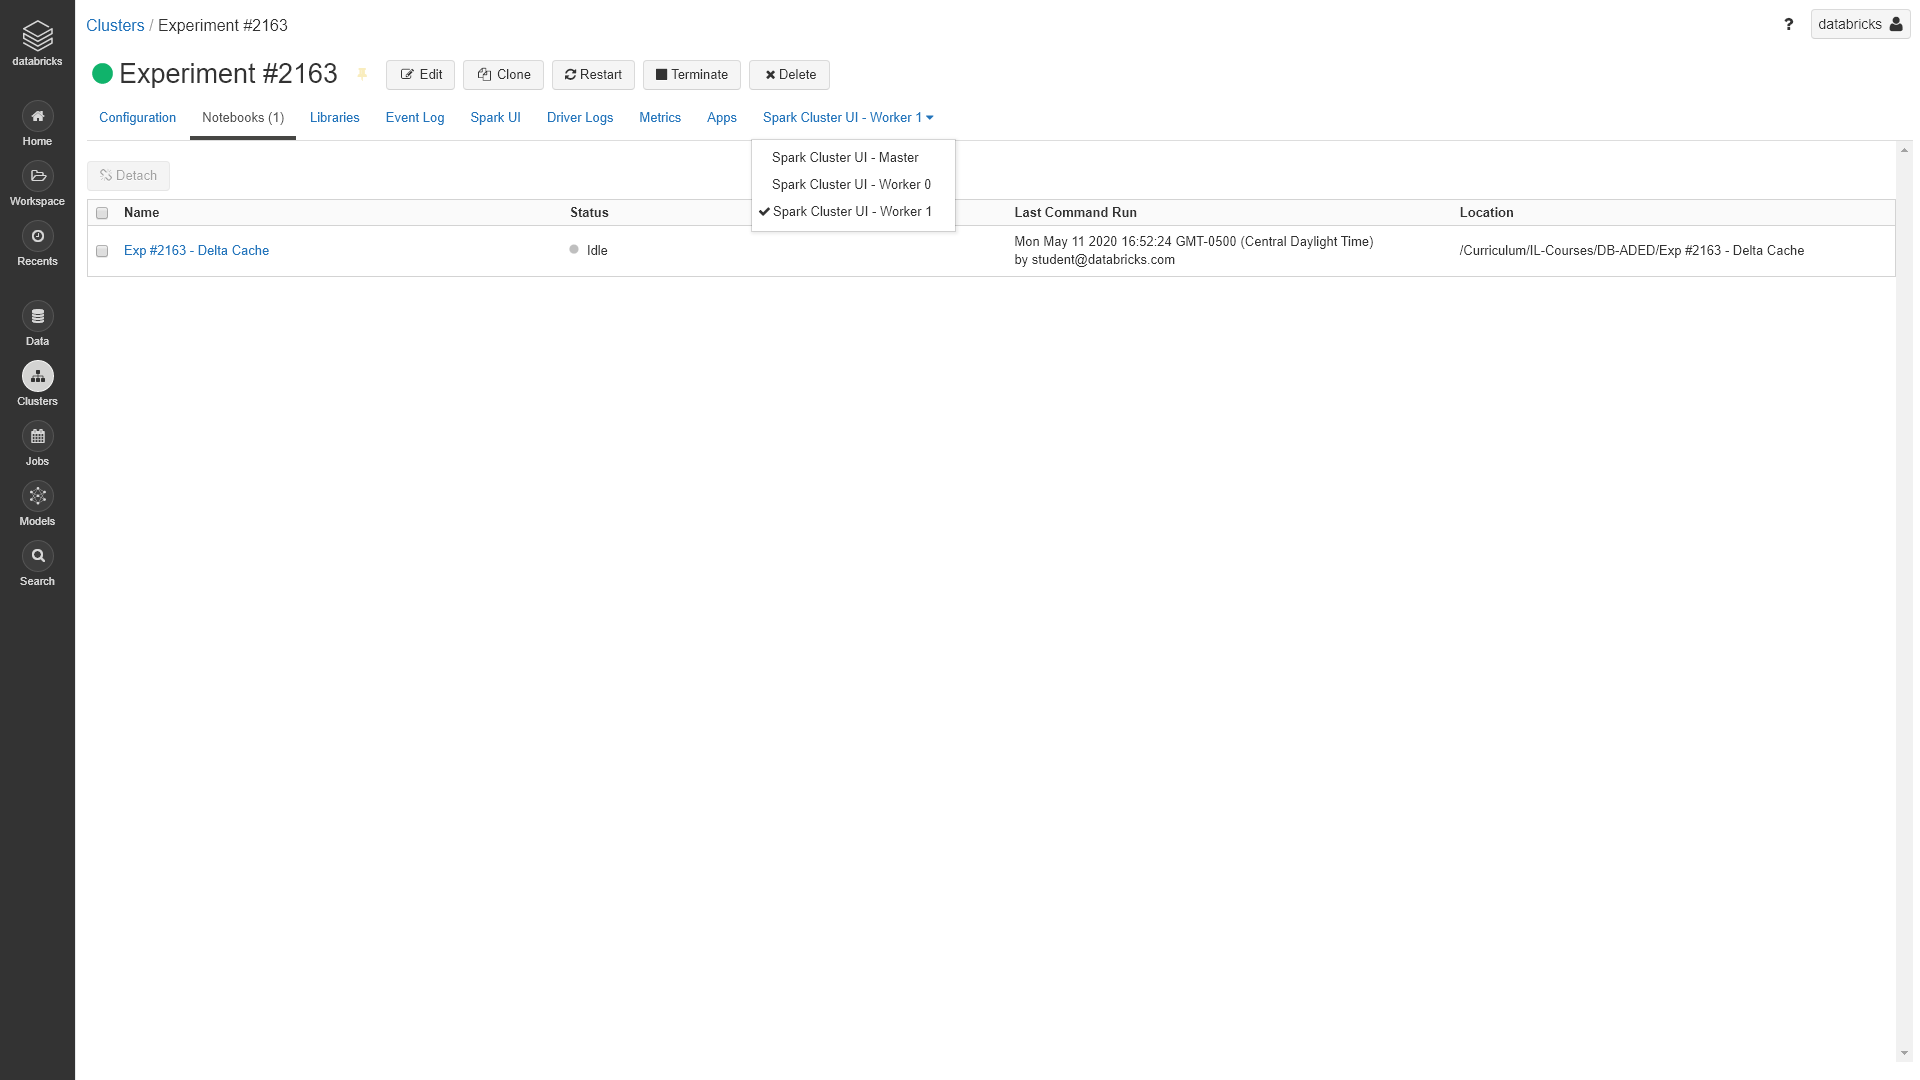 databricks
Home
Workspace
Recents
Data
Clusters
Jobs
Models
Search
Clusters / Experiment #2163
? databricks
Experiment #2163
Edit Clone Restart Terminate Delete
Configuration Notebooks (1) Libraries Event Log Spark UI Driver Logs Metrics Apps Spark Cluster UI - Worker 1
Spark Cluster UI - Master
Spark Cluster UI - Worker 0
Spark Cluster UI - Worker 1
Detach
Name Status Last Command Run Location
Exp #2163 - Delta Cache Idle Mon May 11 2020 16:52:24 GMT-0500 (Central Daylight Time)
by student@databricks.com
/Curriculum/IL-Courses/DB-ADED/Exp #2163 - Delta Cache